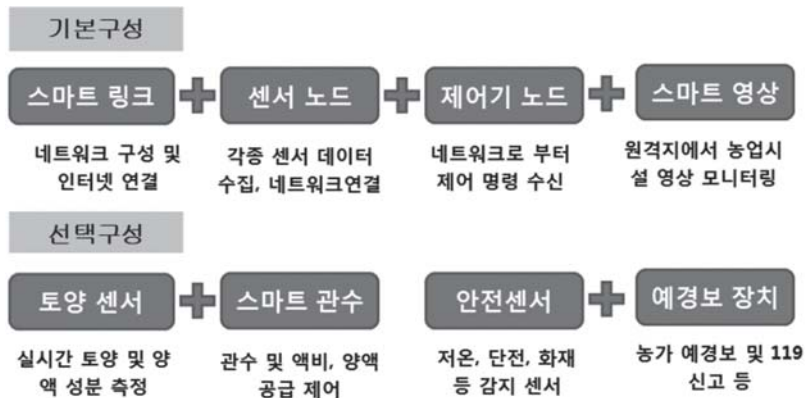 기본구성
스마트 링크 센서 노드 제어기 노드 스마트 영상
네트워크 구성 및
인터넷 연결
각종 센서 데이터
수집, 네트워크연결
네트워크로 부터
제어 명령 수신
원격지에서 농업시
설 영상 모니터링
선택구성
토양 센서 스마트 관수 안전센서 예경보 장치
실시간 토양 및 양
액 성분 측정
관수 및 액비, 양액
공급 제어
저온, 단전, 화재
등 감지 센서
농가 예경보 및 119
신고 등